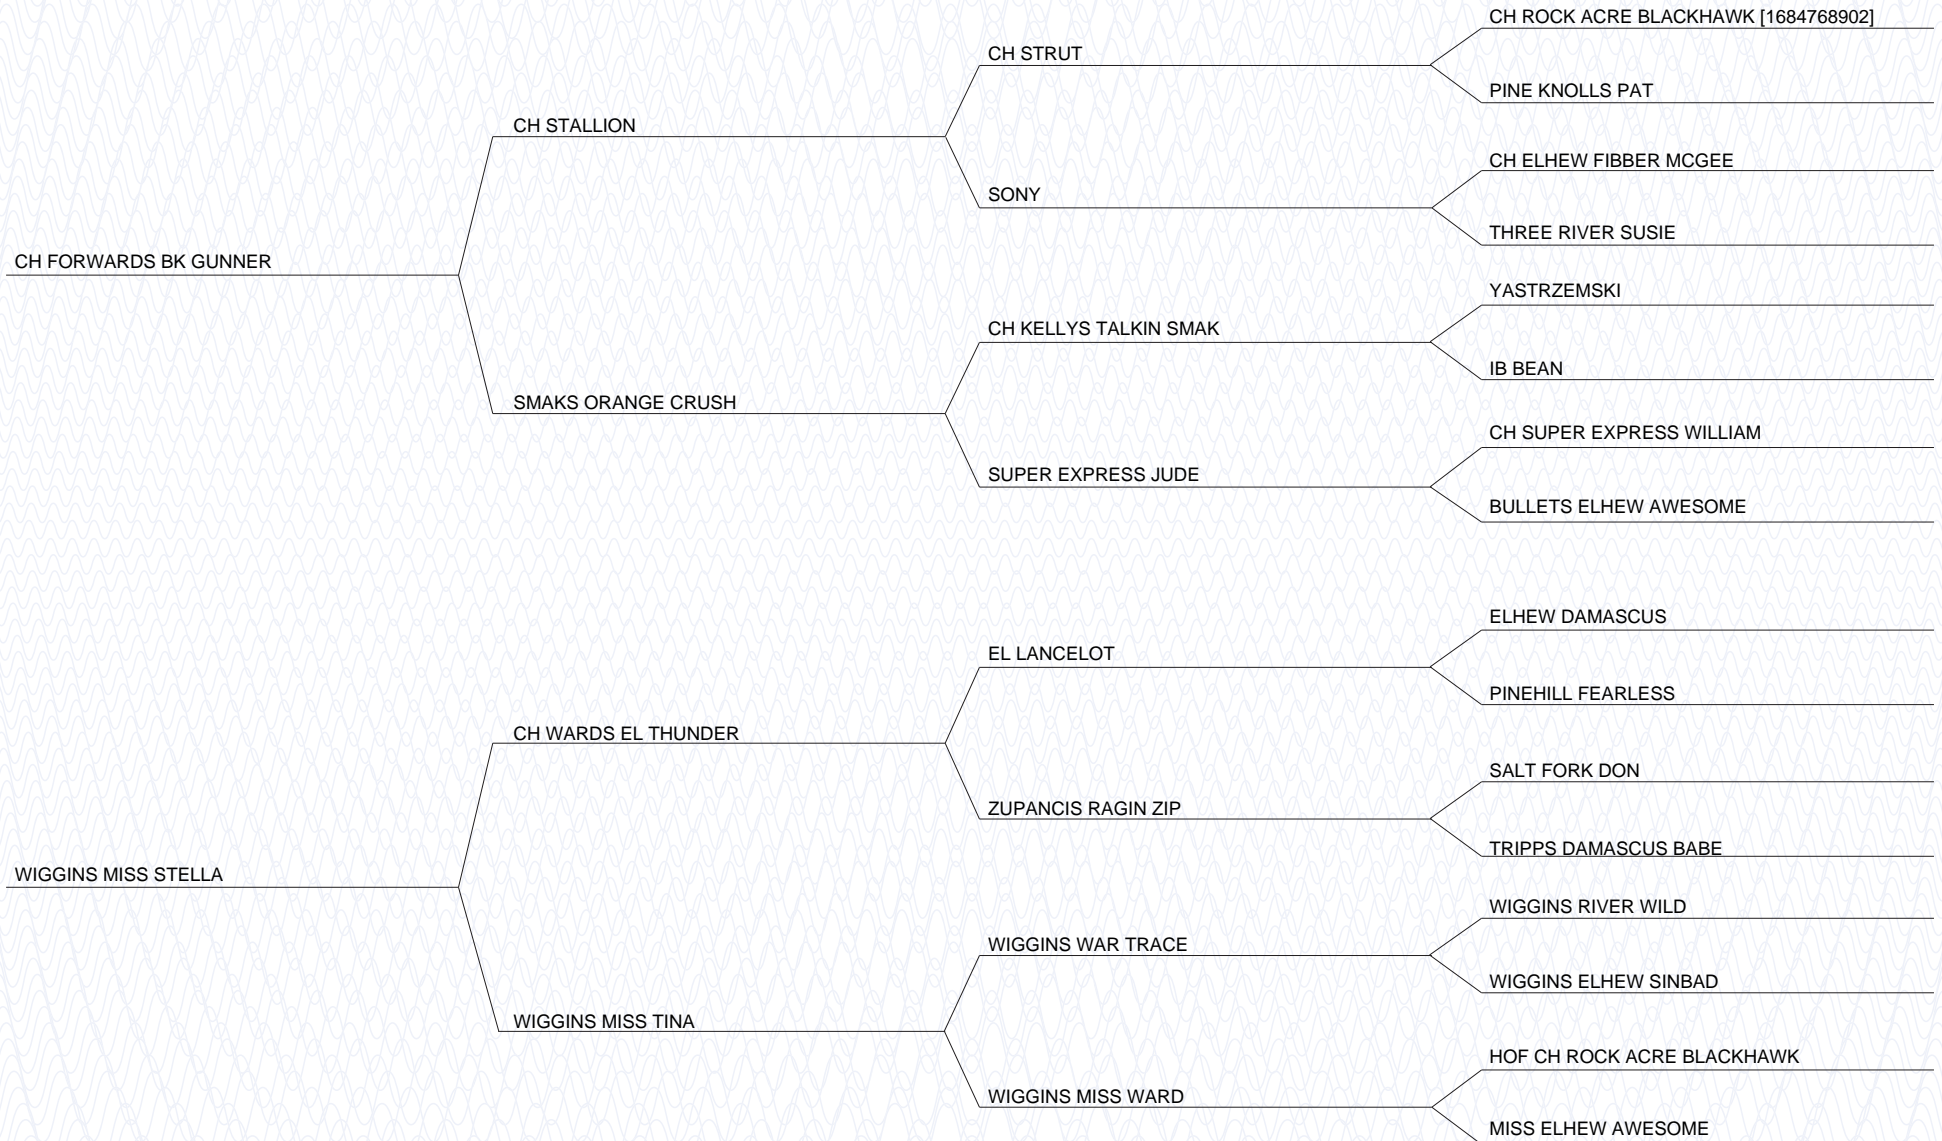 CH ROCK ACRE BLACKHAWK [1684768902]
CH STRUT
PINE KNOLLS PAT
CH STALLION
CH ELHEW FIBBER MCGEE
SONY
THREE RIVER SUSIE
CH FORWARDS BK GUNNER
YASTRZEMSKI
CH KELLYS TALKIN SMAK
IB BEAN
SMAKS ORANGE CRUSH
CH SUPER EXPRESS WILLIAM
SUPER EXPRESS JUDE
BULLETS ELHEW AWESOME
ELHEW DAMASCUS
EL LANCELOT
PINEHILL FEARLESS
CH WARDS EL THUNDER
SALT FORK DON
ZUPANCIS RAGIN ZIP
TRIPPS DAMASCUS BABE
WIGGINS MISS STELLA
WIGGINS RIVER WILD
WIGGINS WAR TRACE
WIGGINS ELHEW SINBAD
WIGGINS MISS TINA
HOF CH ROCK ACRE BLACKHAWK
WIGGINS MISS WARD
MISS ELHEW AWESOME